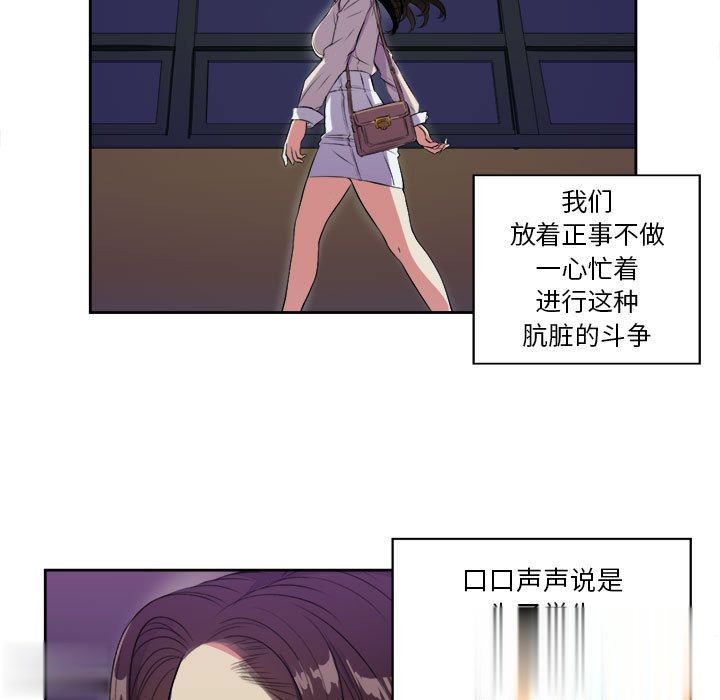 我们
放着正事不做
一心忙着
进行这种
肮脏的斗争
口口声声说是